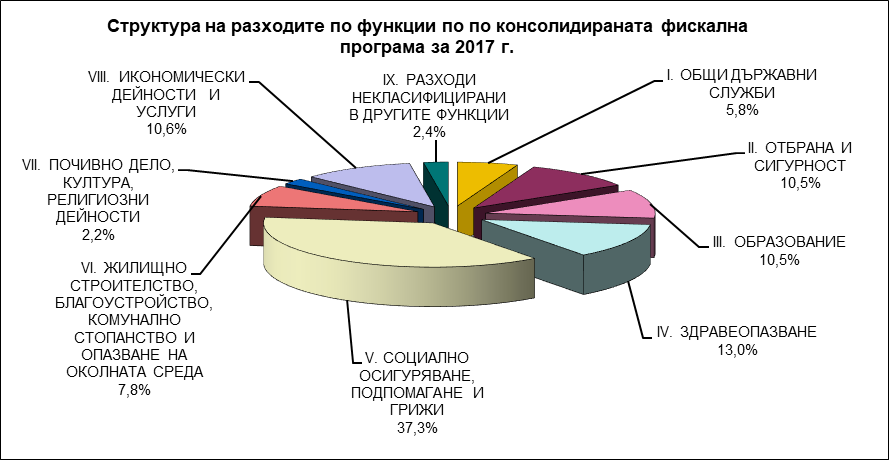 Структура на разходите по функции по по консолидираната фискална
програма за 2017 г.
I. ОБЩИ ДЪРЖАВНИ
СЛУЖБИ
5,8%
II. ОТБРАНА И
СИГУРНОСТ
10,5%
III. ОБРАЗОВАНИЕ
10,5%
IV. ЗДРАВЕОПАЗВАНЕ
13,0%
V. СОЦИАЛНО
ОСИГУРЯВАНЕ,
ПОДПОМАГАНЕ И
ГРИЖИ
37,3%
VI. ЖИЛИЩНО
СТРОИТЕЛСТВО,
БЛАГОУСТРОЙСТВО,
КОМУНАЛНО
СТОПАНСТВО И
ОПАЗВАНЕ НА
ОКОЛНАТА СРЕДА
7,8%
VII. ПОЧИВНО ДЕЛО,
КУЛТУРА,
РЕЛИГИОЗНИ
ДЕЙНОСТИ
2,2%
VIII. ИКОНОМИЧЕСКИ
ДЕЙНОСТИ И
УСЛУГИ
10,6%
IX. РАЗХОДИ
НЕКЛАСИФИЦИРАНИ
В ДРУГИТЕ ФУНКЦИИ
2,4%